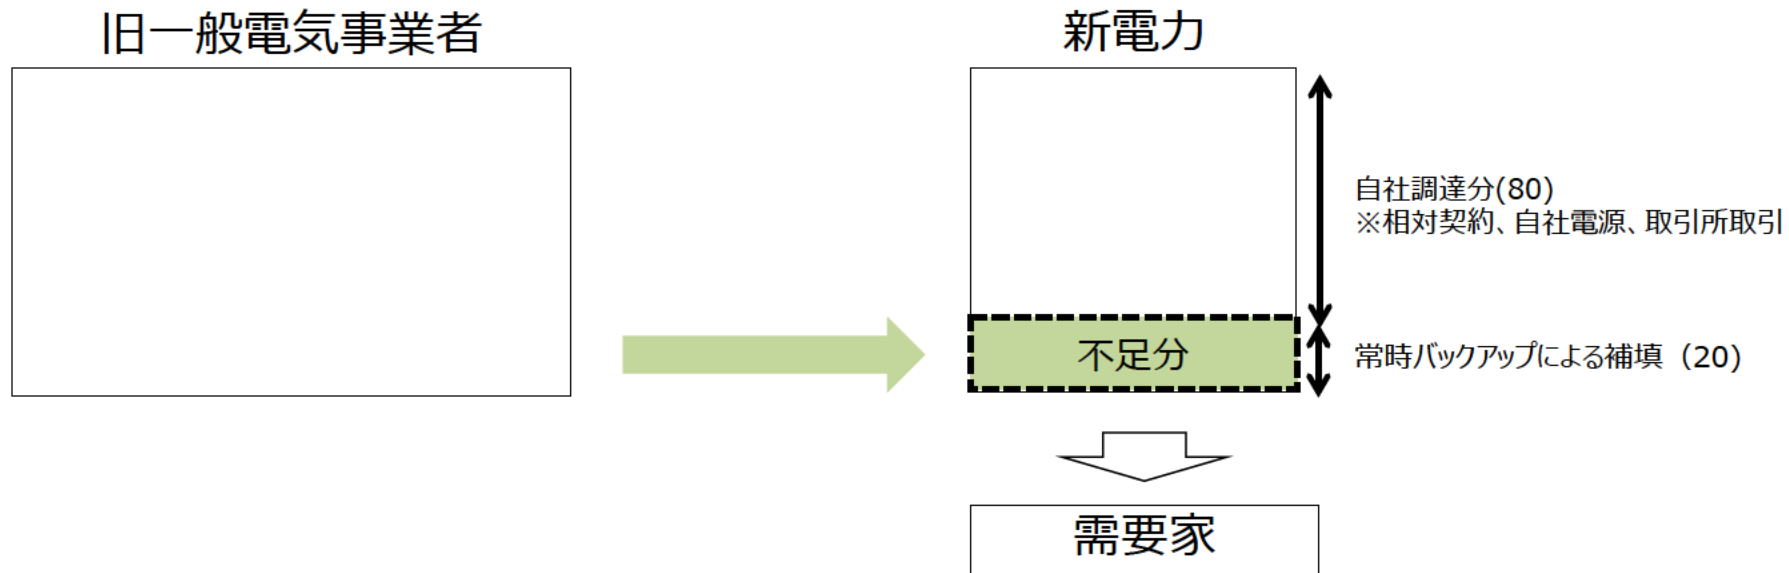 旧一般電気事業者
新電力
自社調達分(80)
※相対契約、自社電源、取引所取引
不足分
常時バックアップによる補填（20）
需要家